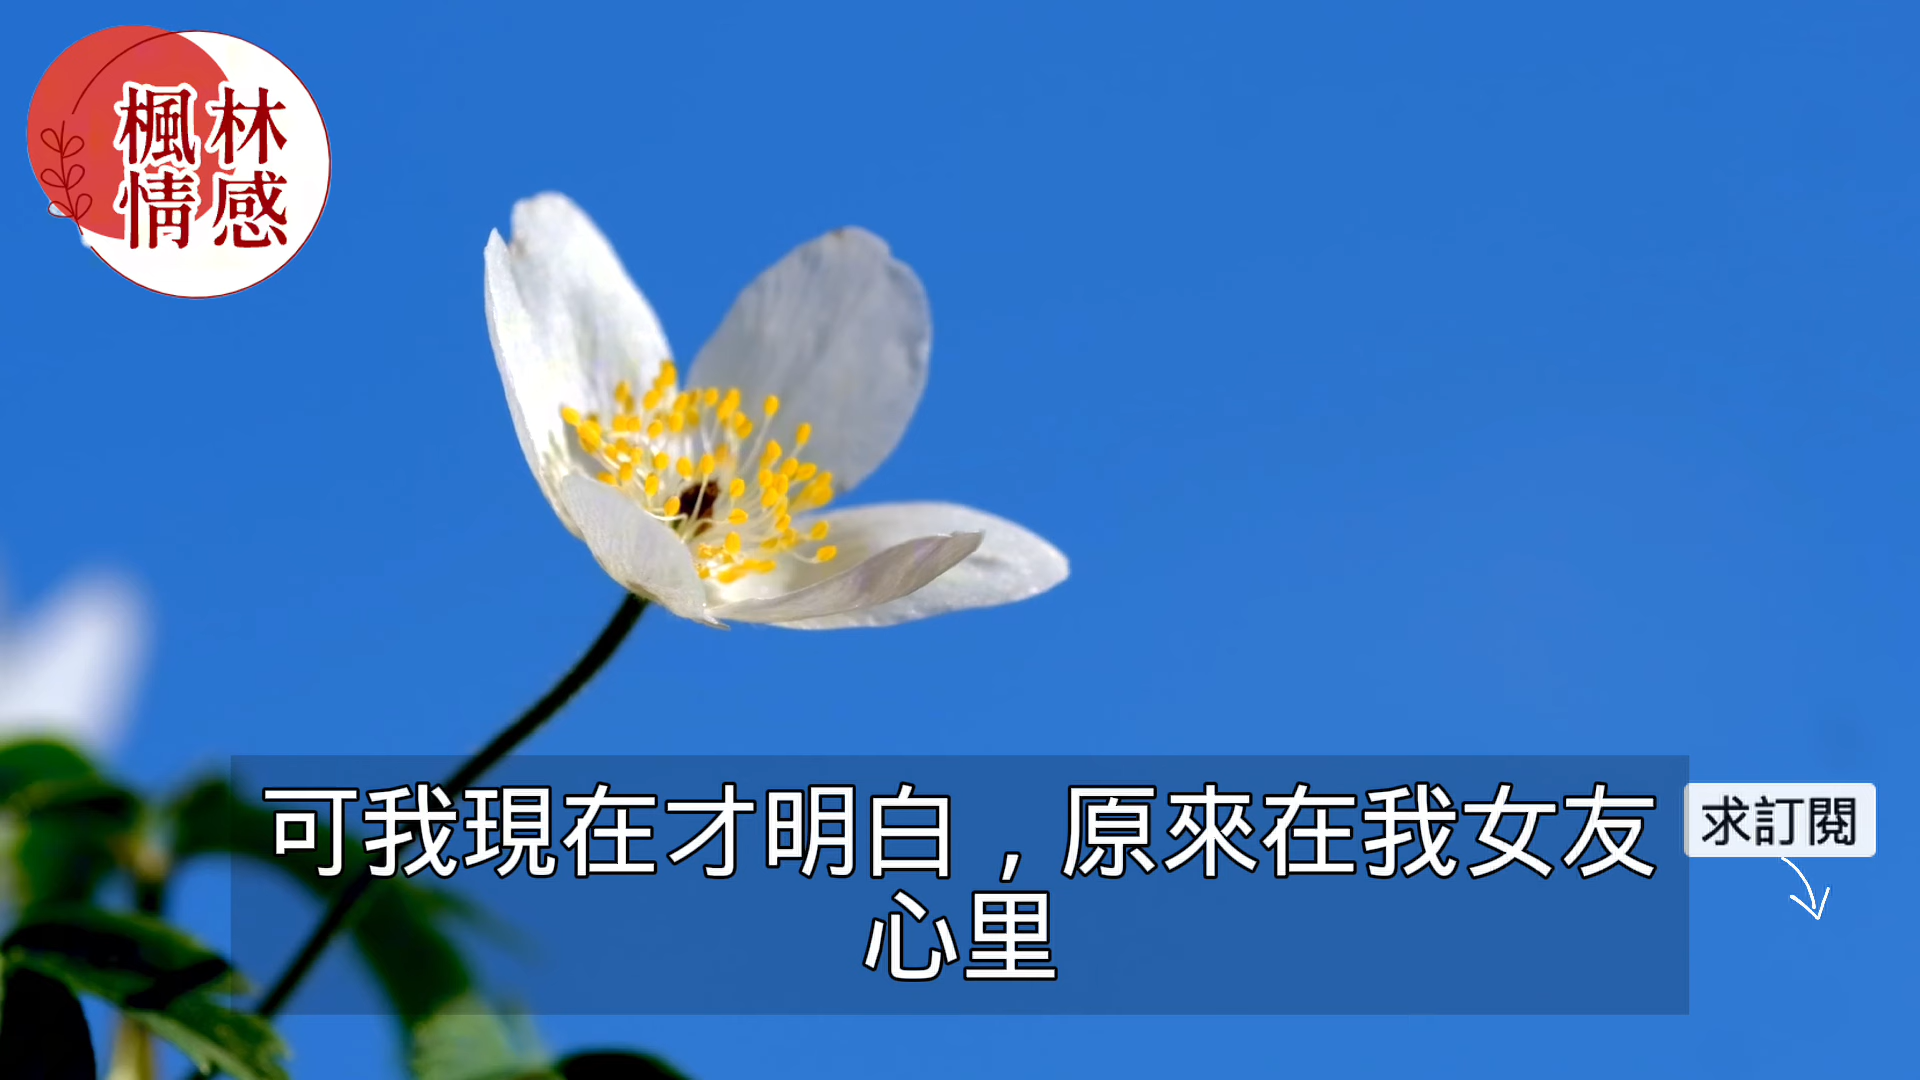 楓林
情感
可我現在才明白，原來在我女友
心里
求訂閱